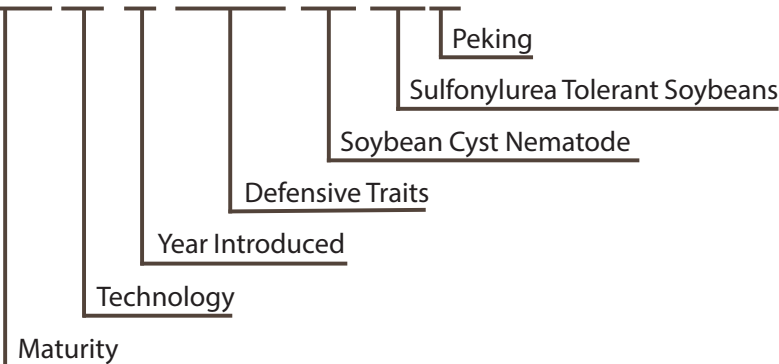 Peking
Sulfonylurea Tolerant Soybeans
Soybean Cyst Nematode
Defensive Traits
Year Introduced
Technology
Maturity